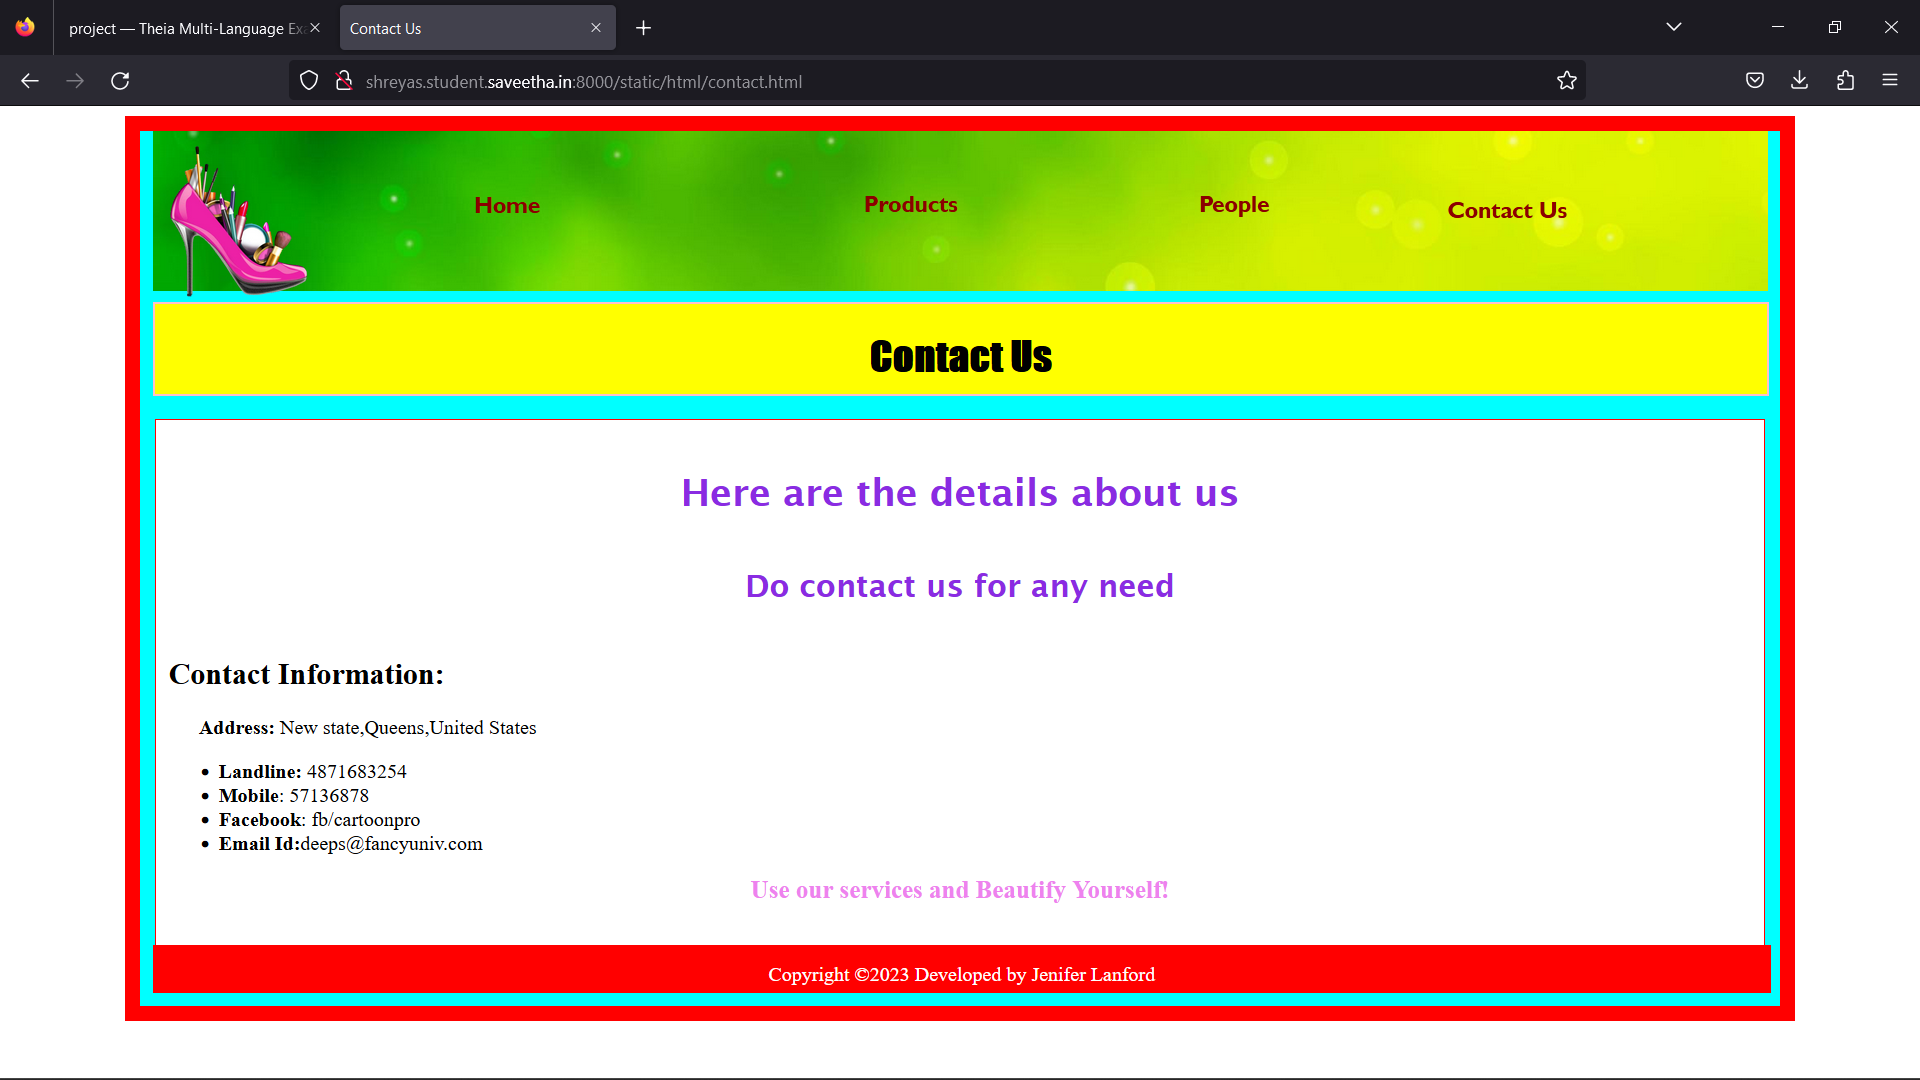 project — Theia Multi-Language Ex
Contact Us
shreyas.student.saveetha.in:8000/static/html/contact.html
Home
Products
People
Contact Us
Contact Us
Here are the details about us
Do contact us for any need
Contact Information:
Address: New state,Queens,United States
• Landline: 4871683254
• Mobile: 57136878
• Facebook: fb/cartoonpro
• Email Id:deeps@fancyuniv.com
Use our services and Beautify Yourself!
Copyright ©2023 Developed by Jenifer Lanford